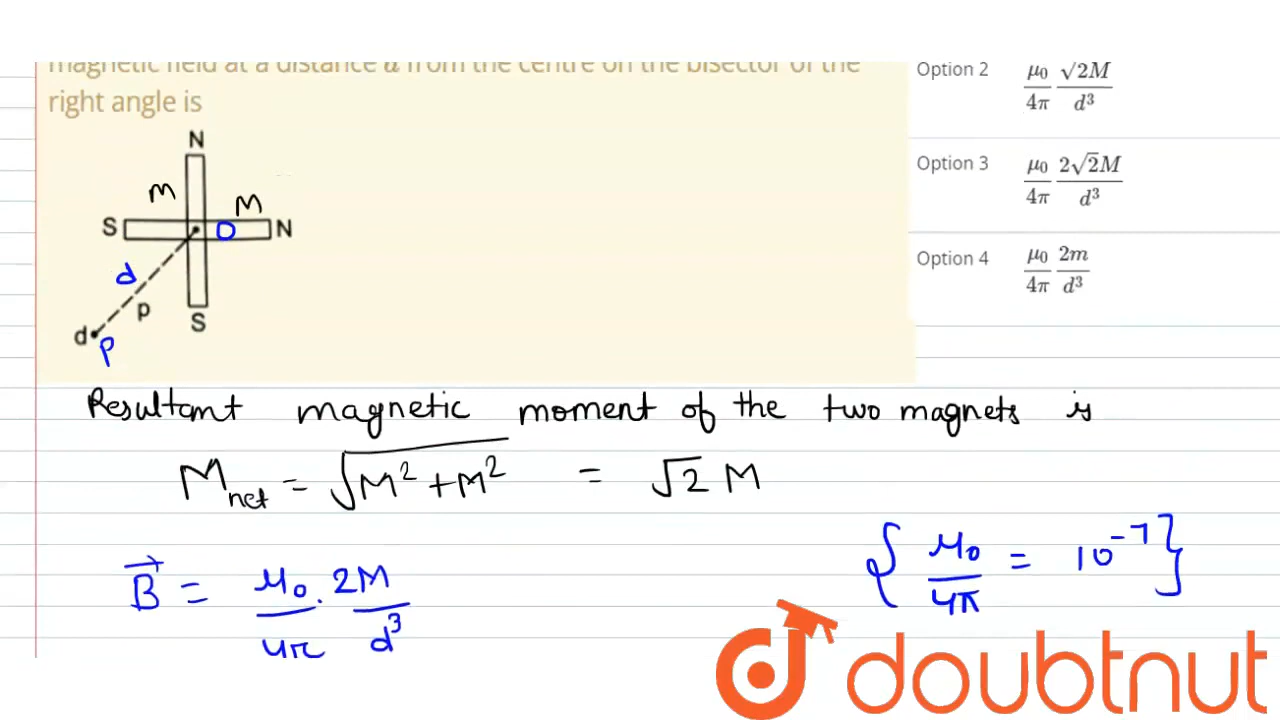 magnetic field at a distance d from the centre on the bisector of the
right angle is
N
M
M
S
O
N
d
p
S
d
P
Option 2 μ0/4π √2M/d³
Option 3 μ0/4π 2√2M/d³
Option 4 μ0/4π 2m/d³
Resultant magnetic moment of the two magnets is
M_net = √M² + M² = √2 M
{ μ0/4π = 10⁻⁷ }
B⃗ = μ0/4π . 2M/d³
doubtnut